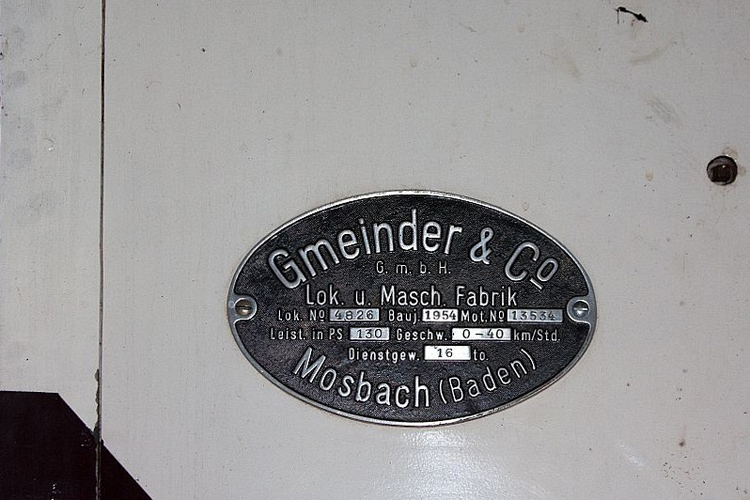 Gmeinder & Co
G. m. b. H.
Lok. u. Masch. Fabrik
Lok. No 4826 Bauj. 1954 Mot. No 13534
Leist. in PS 130 Geschw. 0-40 km/Std.
Dienstgew. 16 to.
Mosbach (Baden)